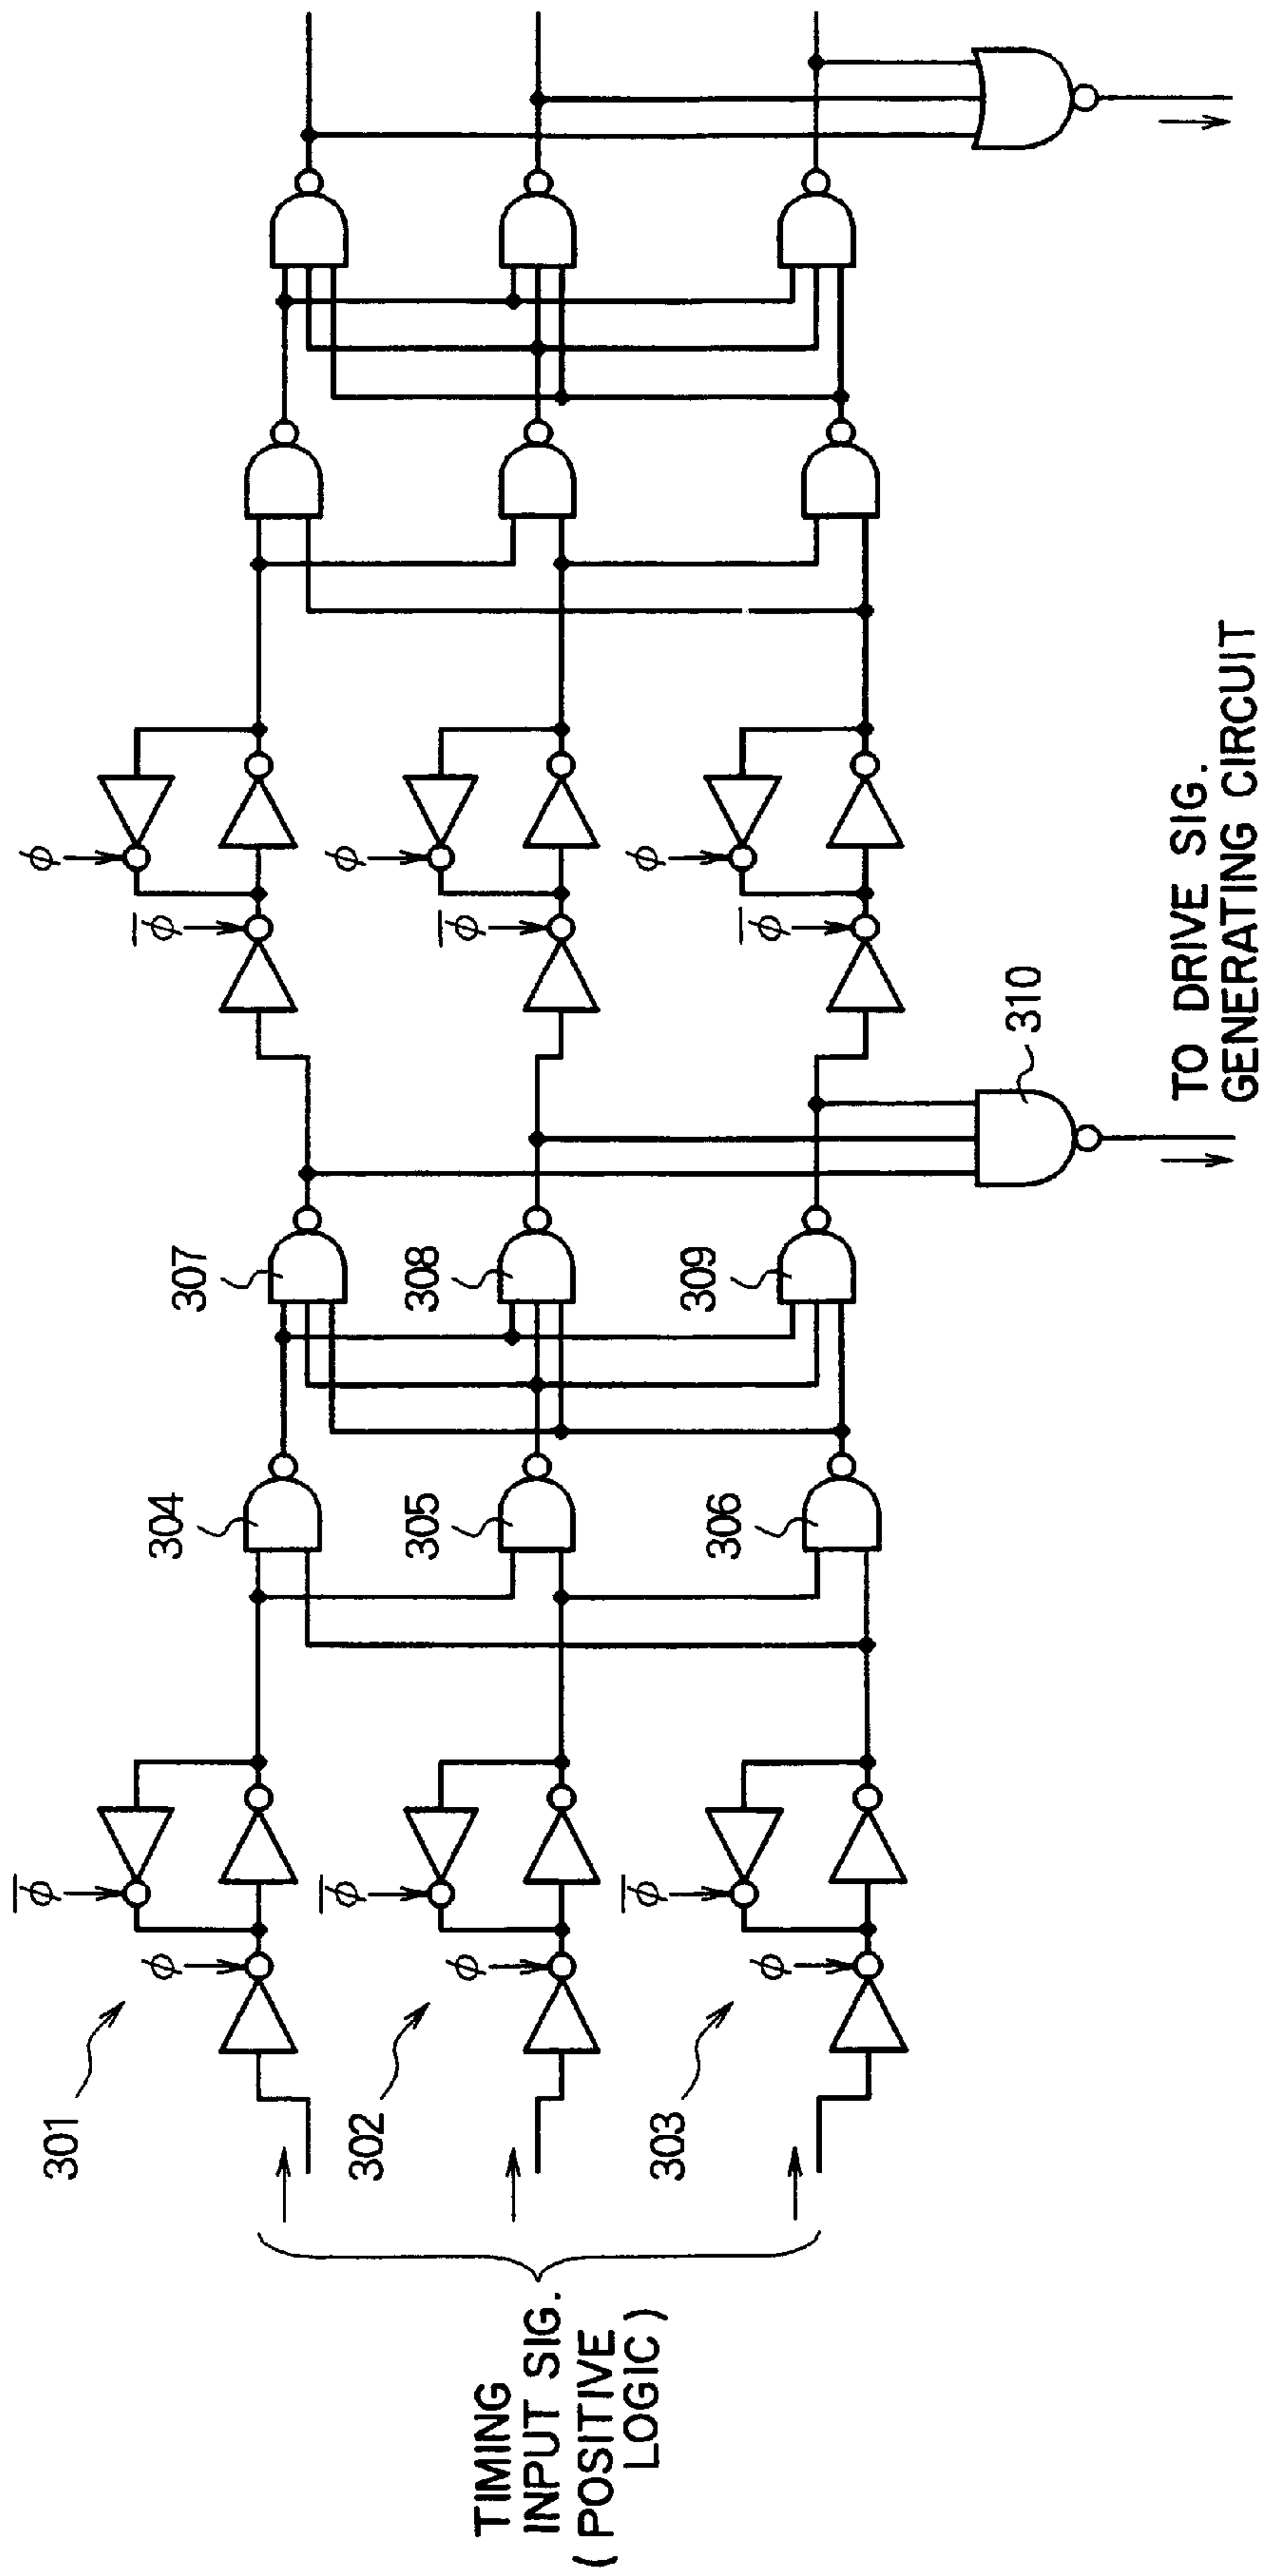 TIMING
INPUT SIG.
(POSITIVE
LOGIC)
301
302
303
ϕ
ϕ̅
ϕ
ϕ̅
ϕ
ϕ̅
304
305
306
307
308
309
310
ϕ̅
ϕ
ϕ̅
ϕ
ϕ̅
ϕ
TO DRIVE SIG.
GENERATING CIRCUIT